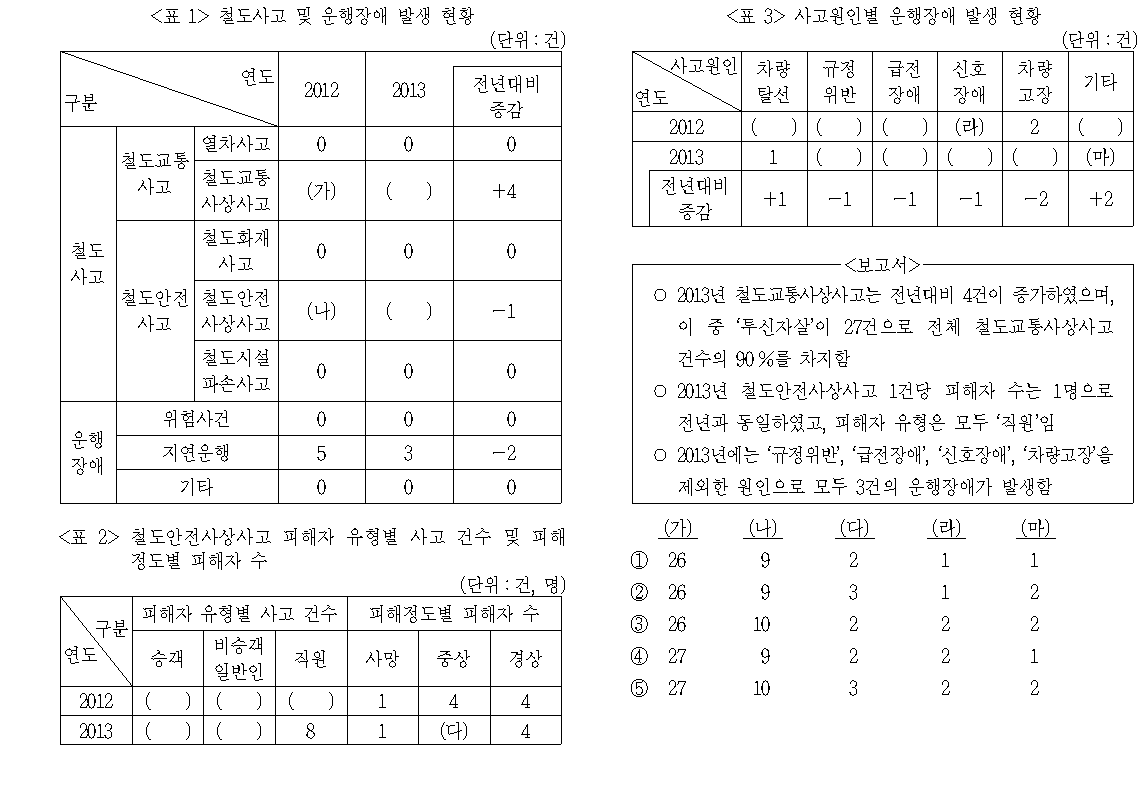 <표 1> 철도사고 및 운행장애 발생 현황
(단위 : 건)
구분 연도 2012 2013 전년대비 증감
철도사고 철도교통사고 열차사고 0 0 0
철도교통사상사고 (가) ( ) +4
철도안전사고 철도화재사고 0 0 0
철도안전사상사고 (나) ( ) -1
철도시설파손사고 0 0 0
운행장애 위험사건 0 0 0
지연운행 5 3 -2
기타 0 0 0
<표 2> 철도안전사상사고 피해자 유형별 사고 건수 및 피해
정도별 피해자 수
(단위 : 건, 명)
구분 연도 피해자 유형별 사고 건수 피해정도별 피해자 수
승객 비승객 일반인 직원 사망 중상 경상
2012 ( ) ( ) ( ) 1 4 4
2013 ( ) ( ) 8 1 (다) 4
<표 3> 사고원인별 운행장애 발생 현황
(단위 : 건)
사고원인 연도 차량탈선 규정위반 급전장애 신호장애 차량고장 기타
2012 ( ) ( ) ( ) (라) 2 ( )
2013 1 ( ) ( ) ( ) ( ) (마)
전년대비 증감 +1 -1 -1 -1 -2 +2
<보고서>
○ 2013년 철도교통사상사고는 전년대비 4건이 증가하였으며,
이 중 ‘투신자살’이 27건으로 전체 철도교통사상사고
건수의 90%를 차지함
○ 2013년 철도안전사상사고 1건당 피해자 수는 1명으로
전년과 동일하였고, 피해자 유형은 모두 ‘직원’임
○ 2013년에는 ‘규정위반’, ‘급전장애’, ‘신호장애’, ‘차량고장’을
제외한 원인으로 모두 3건의 운행장애가 발생함
(가) (나) (다) (라) (마)
① 26 9 2 1 1
② 26 9 3 1 2
③ 26 10 2 2 2
④ 27 9 2 2 1
⑤ 27 10 3 2 2